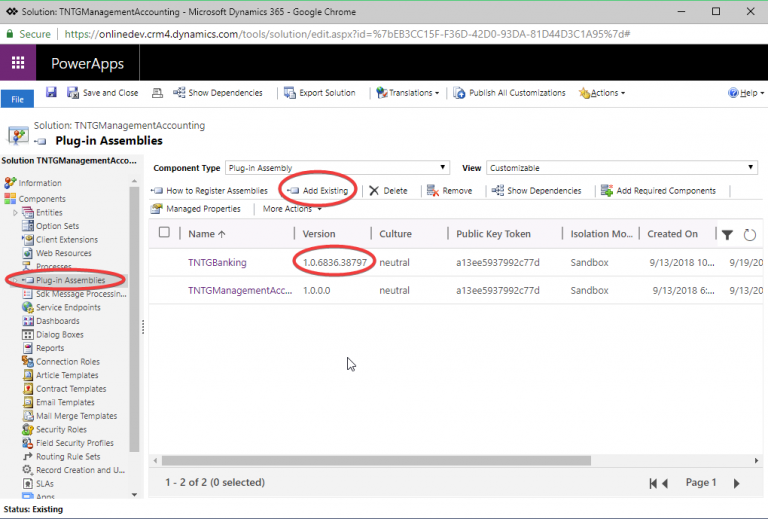 Solution: TNTGManagementAccounting - Microsoft Dynamics 365 - Google Chrome
Secure | https://onlinedev.crm4.dynamics.com/tools/solution/edit.aspx?id=%7bEB3CC15F-F36D-42D0-93DA-81D44D3C1A95%7d#
PowerApps
File Save and Close Show Dependencies Export Solution Translations Publish All Customizations Actions Help
Solution: TNTGManagementAccounting
Plug-in Assemblies
Solution TNTGManagementAcco...
Information
Components
Entities
Option Sets
Client Extensions
Web Resources
Processes
Plug-in Assemblies
Sdk Message Processin...
Service Endpoints
Dashboards
Dialog Boxes
Reports
Connection Roles
Article Templates
Contract Templates
Email Templates
Mail Merge Templates
Security Roles
Field Security Profiles
Routing Rule Sets
Record Creation and U...
SLAs
Apps
Component Type Plug-in Assembly View Customizable
How to Register Assemblies Add Existing Delete Remove Show Dependencies Add Required Components
Managed Properties More Actions
Name Version Culture Public Key Token Isolation Mo... Created On
TNTGBanking 1.0.6836.38797 neutral a13ee5937992c77d Sandbox 9/13/2018 10... 9/19/20
TNTGManagementAcc... 1.0.0.0 neutral a13ee5937992c77d Sandbox 9/13/2018 6:... 9/13/20
1 - 2 of 2 (0 selected) Page 1
Status: Existing